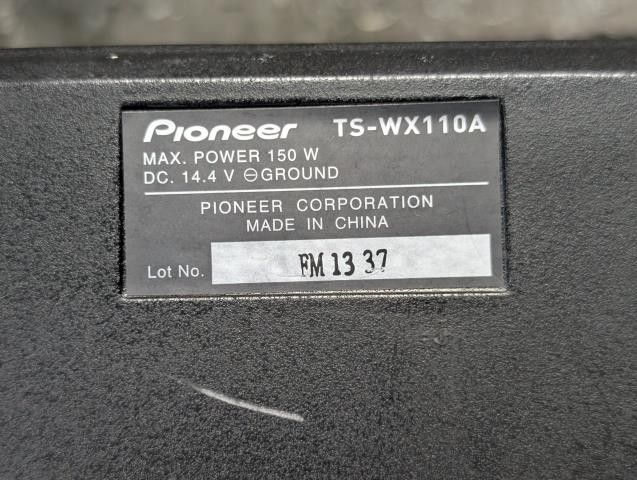 Pioneer TS-WX110A
MAX. POWER 150 W
DC. 14.4 V ⊖GROUND
PIONEER CORPORATION
MADE IN CHINA
Lot No. FM 13 37